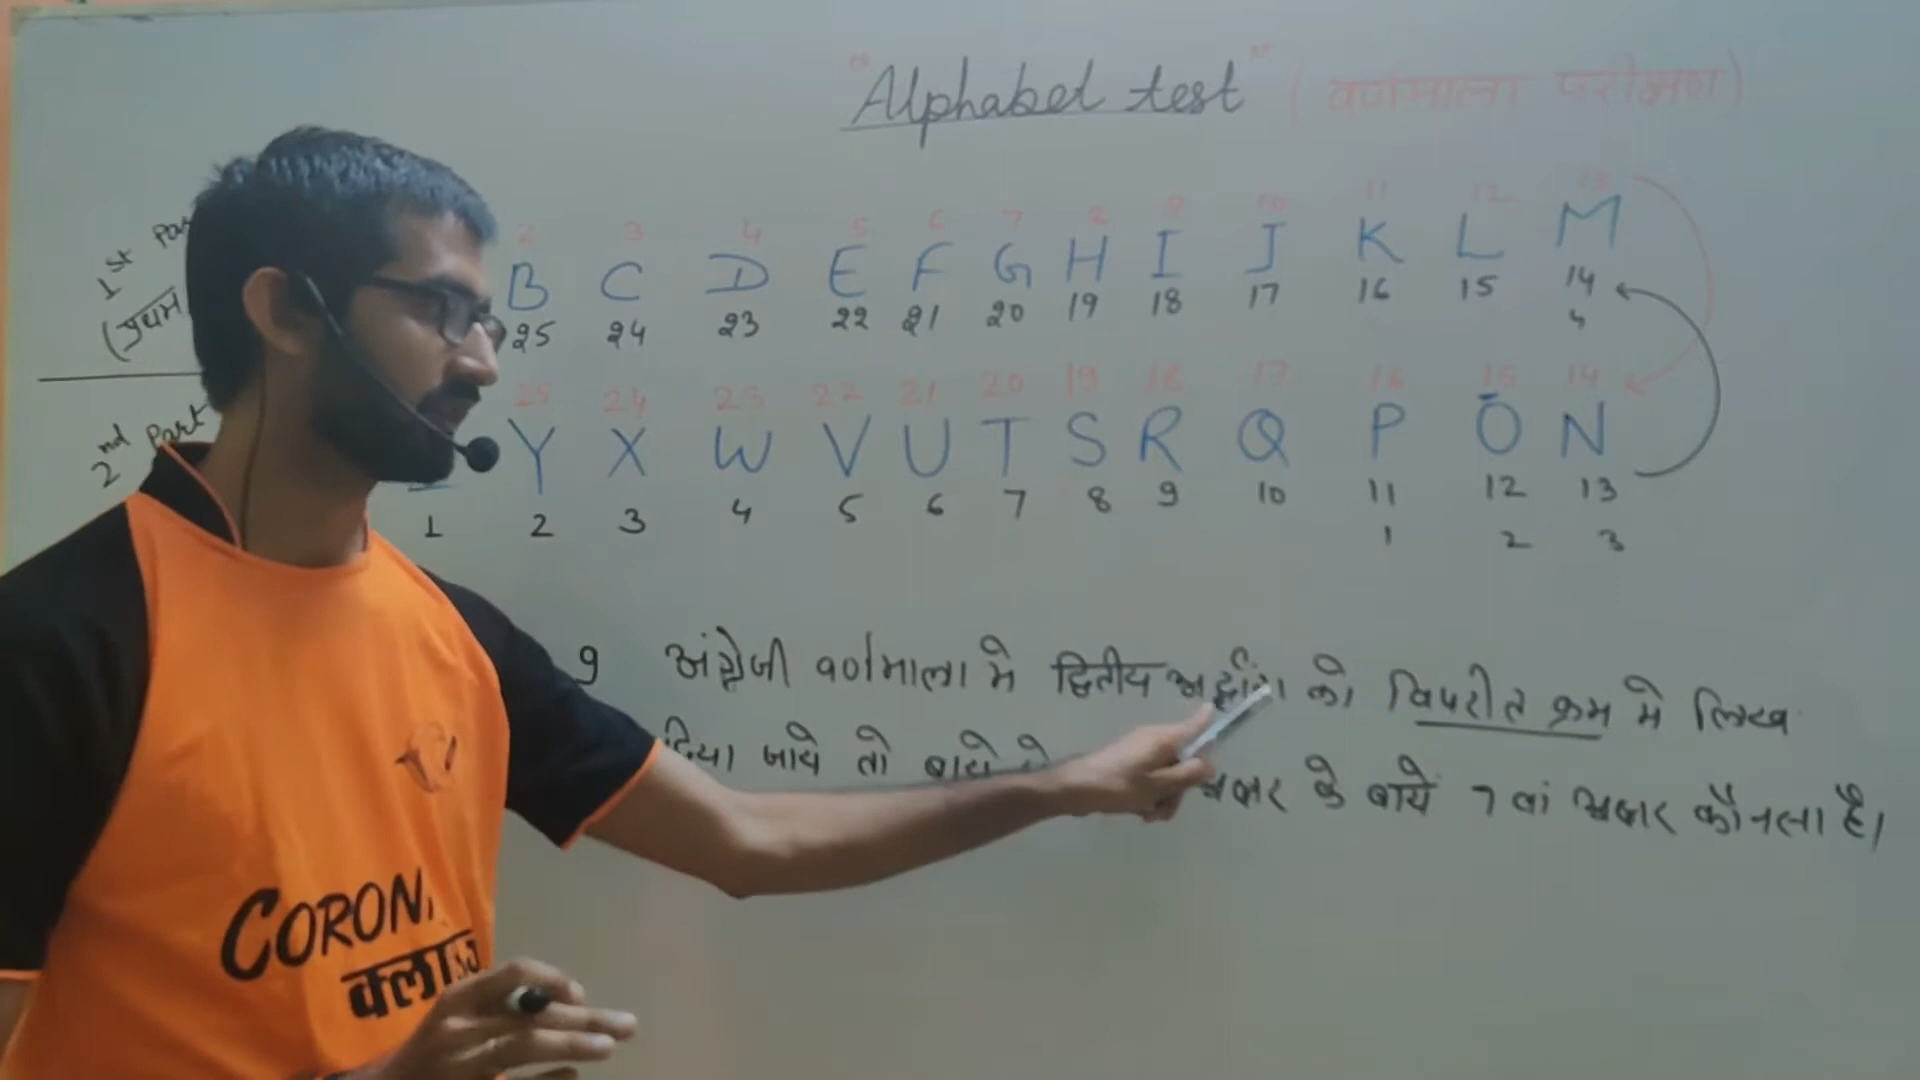 "Alphabet test" (वर्णमाला परीक्षण)
1st Par
(प्रथम
2 3 4 5 6 7 8 9 10 11 12 13
B C D E F G H I J K L M
25 24 23 22 21 20 19 18 17 16 15 14
4
2nd Part
25 24 23 22 21 20 19 18 17 16 15 14
Y X W V U T S R Q P O N
1 2 3 4 5 6 7 8 9 10 11 12 13
1 2 3
9 अंग्रेजी वर्णमाला मे द्वितीय अर्द्धांश को विपरीत क्रम मे लिख
दिया जाये तो बाये से अक्षर के बाये 7 वां अक्षर कौनसा है।
CORON
क्लास